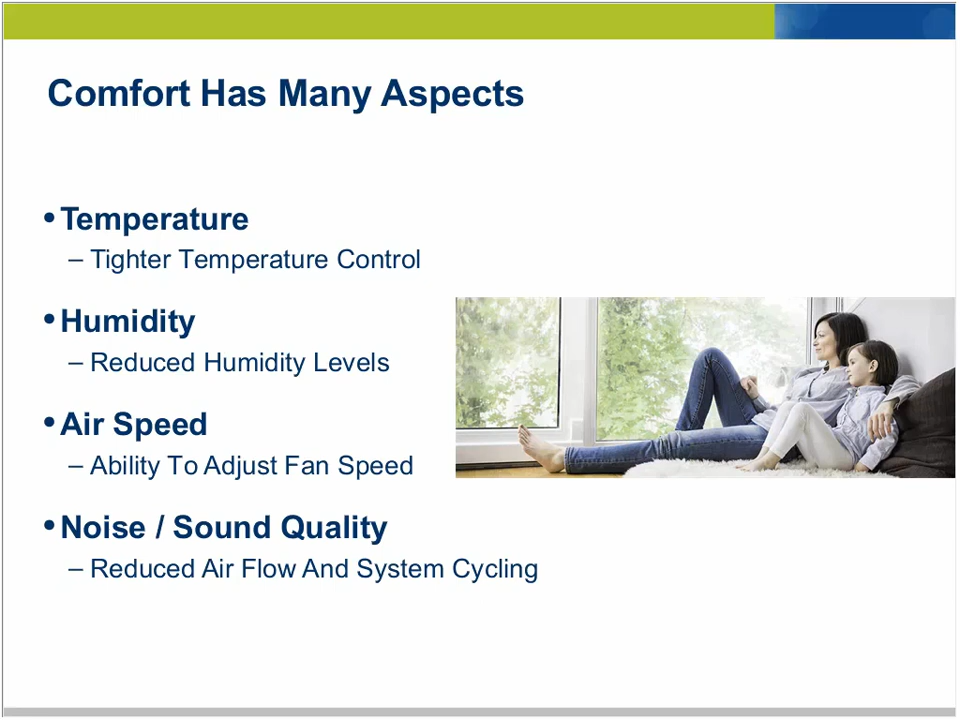 Comfort Has Many Aspects
• Temperature
– Tighter Temperature Control
• Humidity
– Reduced Humidity Levels
• Air Speed
– Ability To Adjust Fan Speed
• Noise / Sound Quality
– Reduced Air Flow And System Cycling